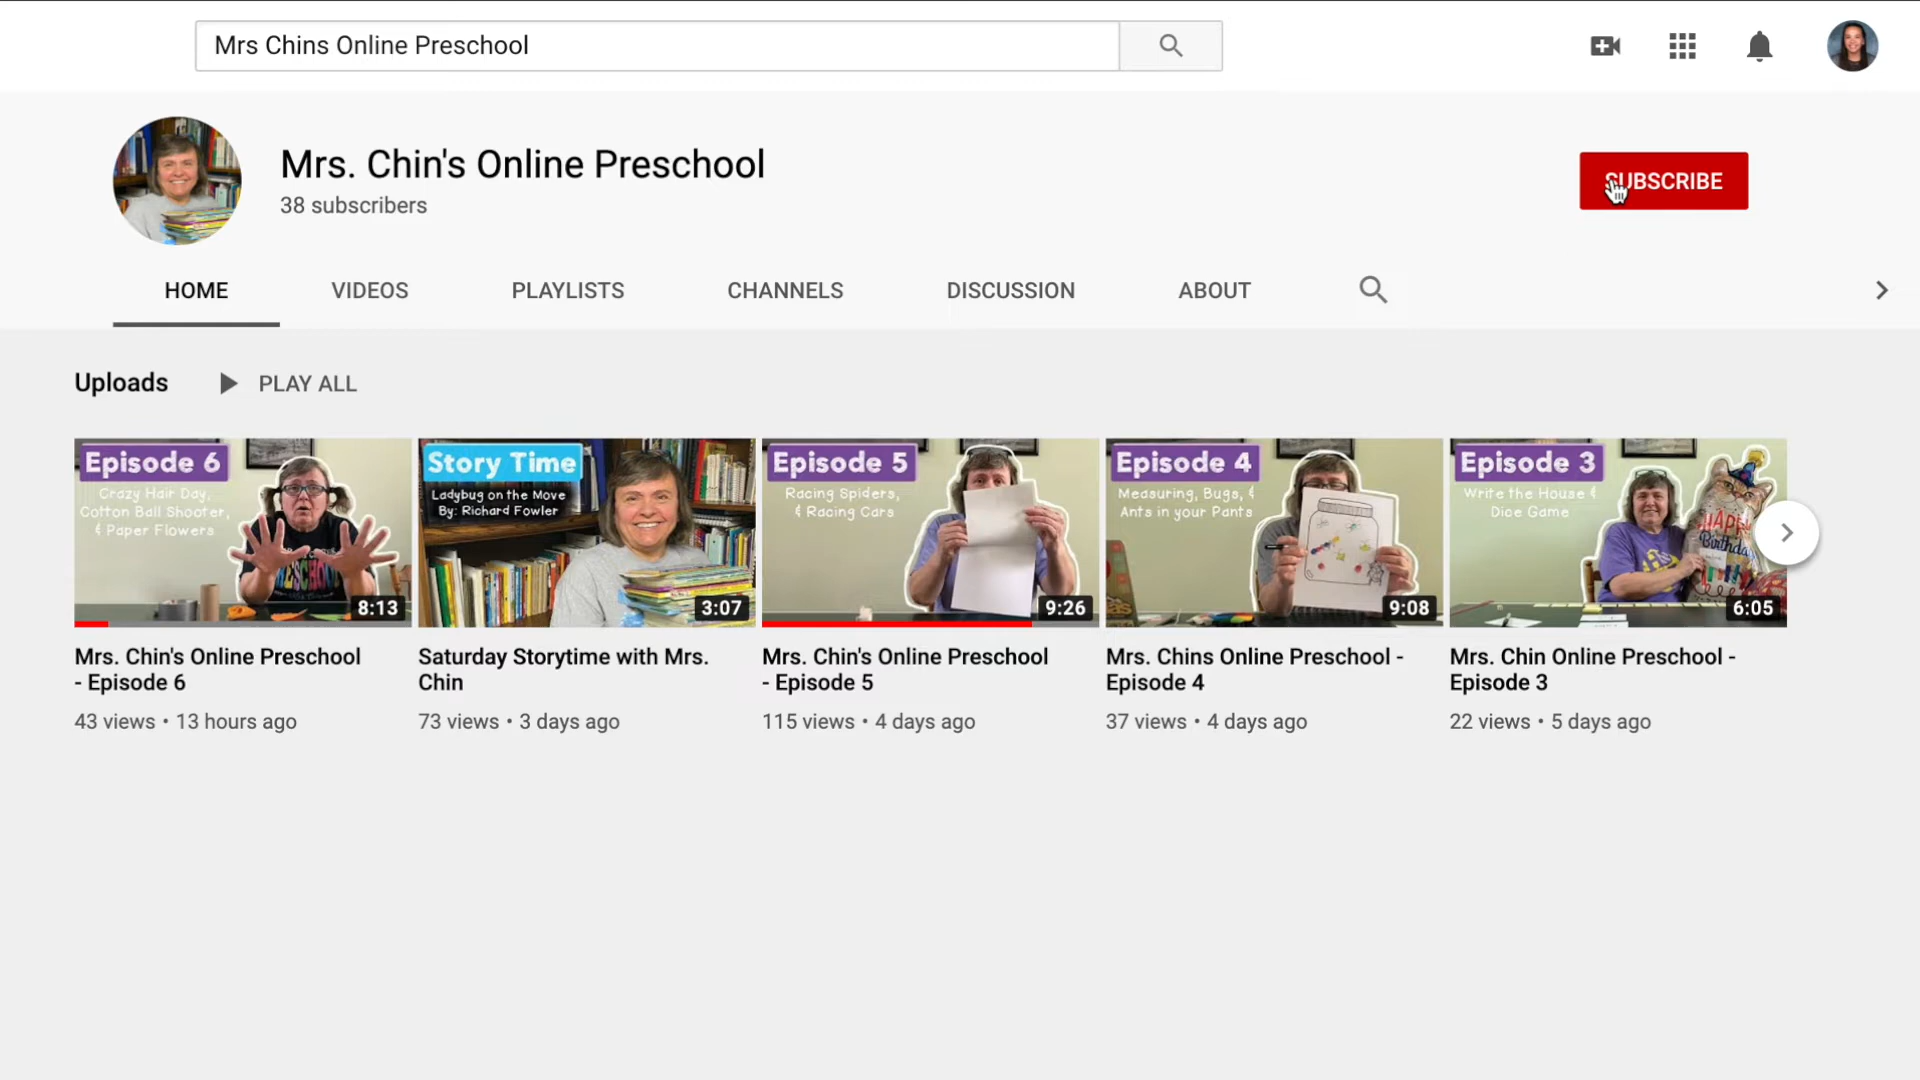 Mrs Chins Online Preschool
Mrs. Chin's Online Preschool
38 subscribers
SUBSCRIBE
HOME
VIDEOS
PLAYLISTS
CHANNELS
DISCUSSION
ABOUT
Uploads
PLAY ALL
Episode 6
Crazy Hair Day,
Cotton Ball Shooter,
& Paper Flowers
8:13
Mrs. Chin's Online Preschool
- Episode 6
43 views • 13 hours ago
Story Time
Ladybug on the Move
By: Richard Fowler
3:07
Saturday Storytime with Mrs.
Chin
73 views • 3 days ago
Episode 5
Racing Spiders,
& Racing Cars
9:26
Mrs. Chin's Online Preschool
- Episode 5
115 views • 4 days ago
Episode 4
Measuring, Bugs, &
Ants in your Pants
9:08
Mrs. Chins Online Preschool -
Episode 4
37 views • 4 days ago
Episode 3
Write the House &
Dice Game
Birthday
6:05
Mrs. Chin Online Preschool -
Episode 3
22 views • 5 days ago